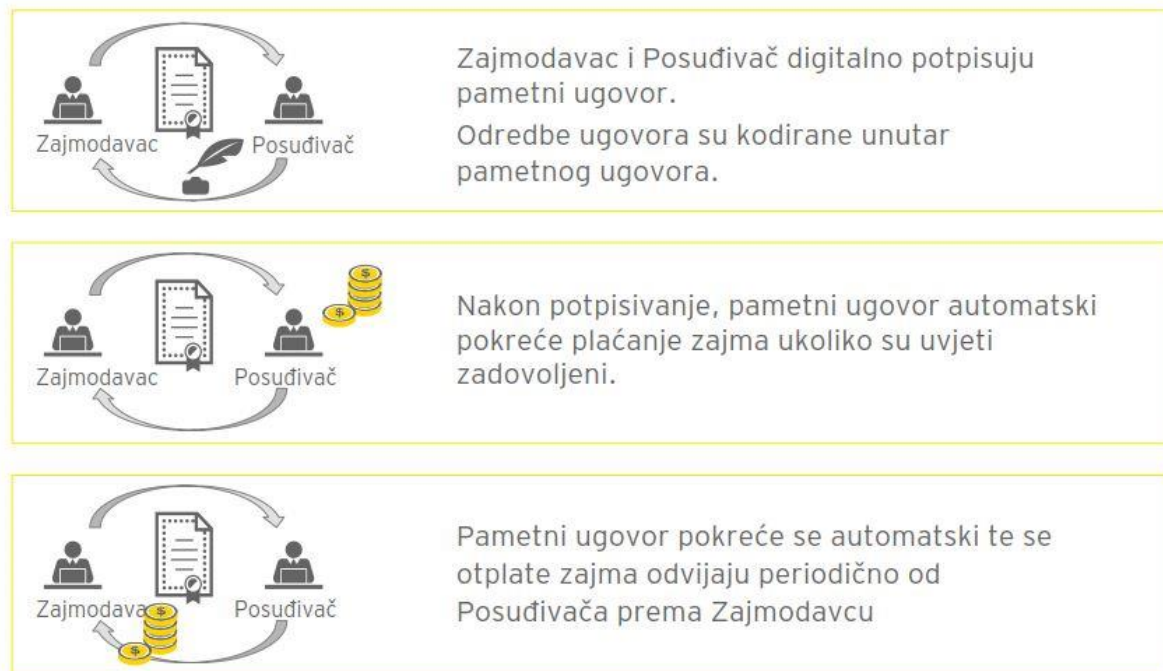 Zajmodavac
Posuđivač
Zajmodavac i Posuđivač digitalno potpisuju
pametni ugovor.
Odredbe ugovora su kodirane unutar
pametnog ugovora.
Zajmodavac
Posuđivač
$
$
Nakon potpisivanje, pametni ugovor automatski
pokreće plaćanje zajma ukoliko su uvjeti
zadovoljeni.
Zajmodava
Posuđivač
$
$
Pametni ugovor pokreće se automatski te se
otplate zajma odvijaju periodično od
Posuđivača prema Zajmodavcu